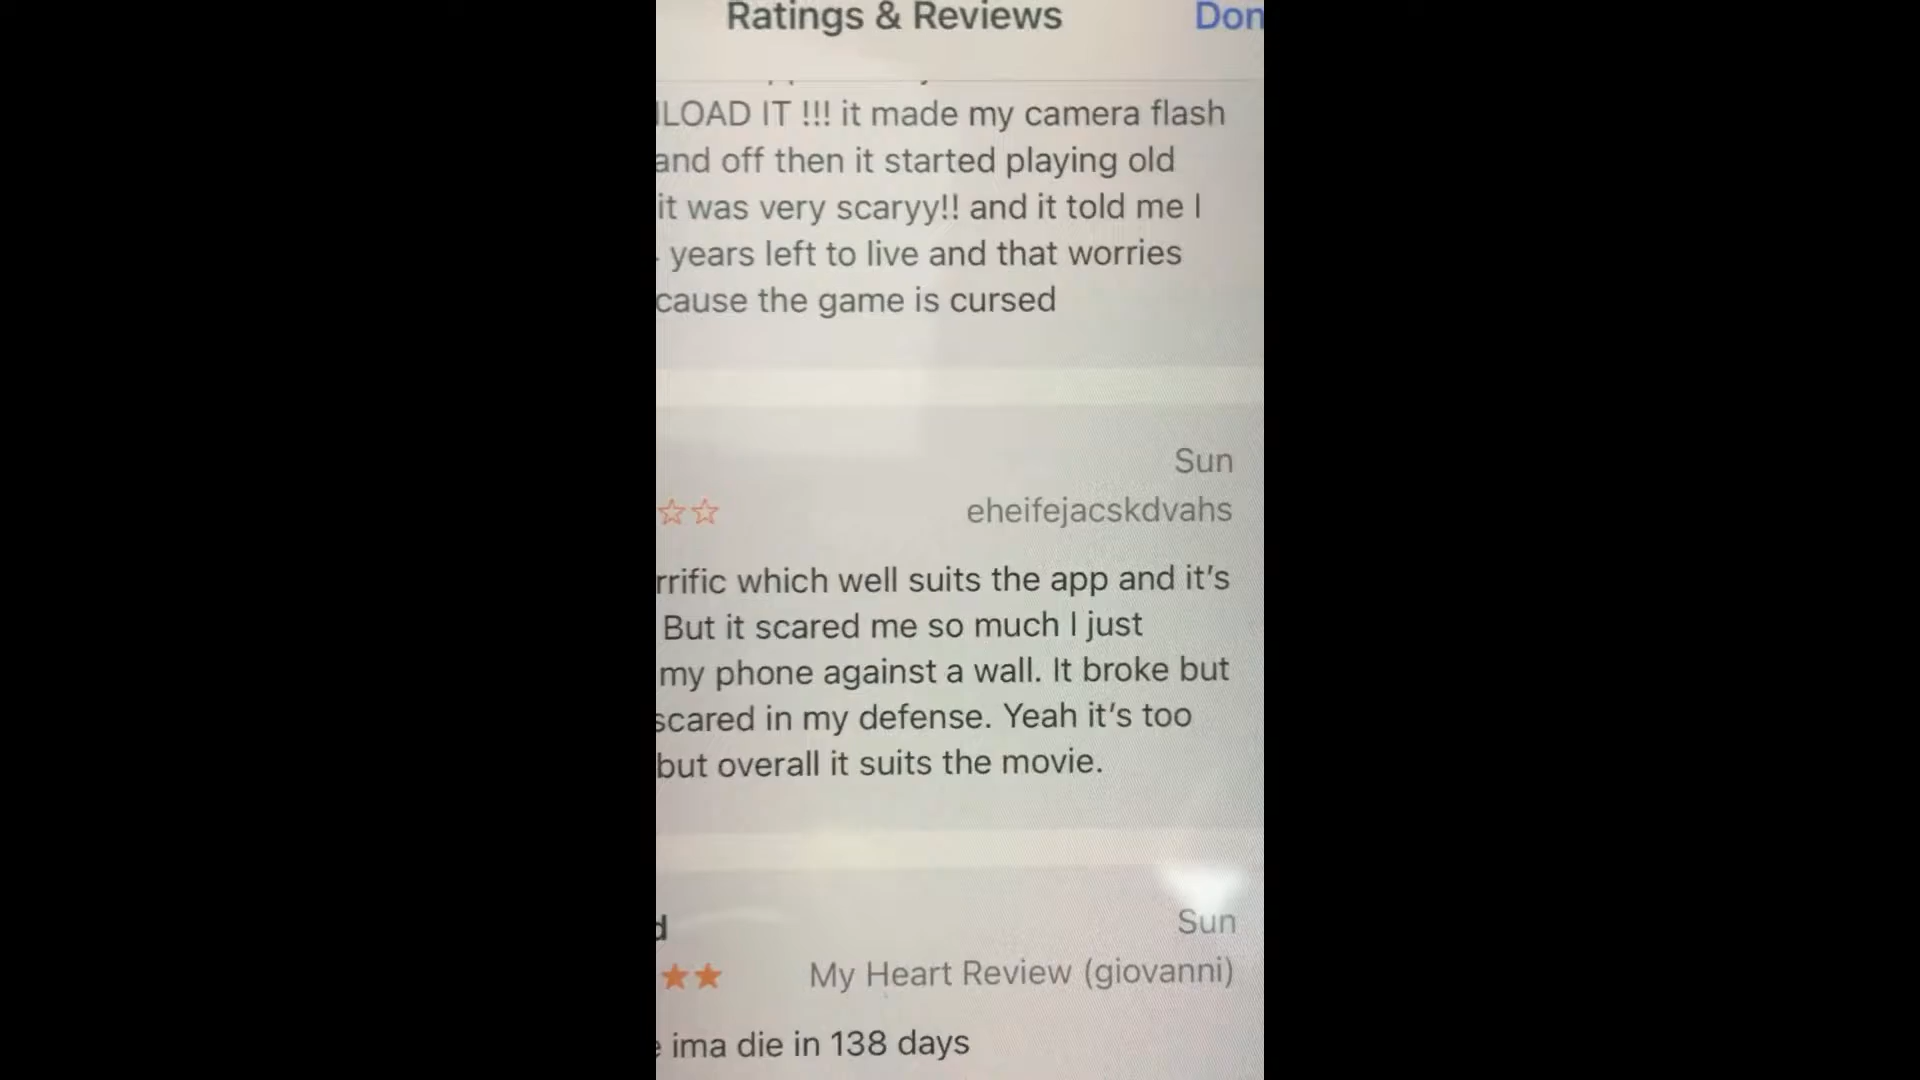 Ratings & Reviews Don
LOAD IT !!! it made my camera flash
and off then it started playing old
it was very scaryy!! and it told me I
years left to live and that worries
cause the game is cursed
Sun
☆☆ eheifejacskdvahs
rrific which well suits the app and it's
But it scared me so much I just
my phone against a wall. It broke but
scared in my defense. Yeah it's too
but overall it suits the movie.
d Sun
★★ My Heart Review (giovanni)
e ima die in 138 days